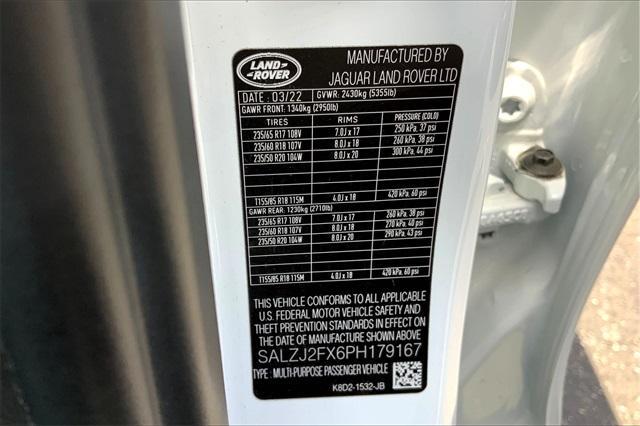 LAND ROVER
MANUFACTURED BY
JAGUAR LAND ROVER LTD
DATE : 03/22 GVWR: 2430kg (5355lb)
GAWR FRONT: 1340kg (2950lb)
TIRES RIMS PRESSURE (COLD)
235/65 R17 108V 7.0J x 17 250 kPa, 37 psi
235/60 R18 107V 8.0J x 18 260 kPa, 38 psi
235/50 R20 104W 8.0J x 20 300 kPa, 44 psi
T155/85 R18 115M 4.0J x 18 420 kPa, 60 psi
GAWR REAR: 1230kg (2710lb)
235/65 R17 108V 7.0J x 17 260 kPa, 38 psi
235/60 R18 107V 8.0J x 18 270 kPa, 40 psi
235/50 R20 104W 8.0J x 20 290 kPa, 43 psi
T155/85 R18 115M 4.0J x 18 420 kPa, 60 psi
THIS VEHICLE CONFORMS TO ALL APPLICABLE
U.S. FEDERAL MOTOR VEHICLE SAFETY AND
THEFT PREVENTION STANDARDS IN EFFECT ON
THE DATE OF MANUFACTURE SHOWN ABOVE.
SALZJ2FX6PH179167
TYPE : MULTI-PURPOSE PASSENGER VEHICLE
K8D2-1532-JB